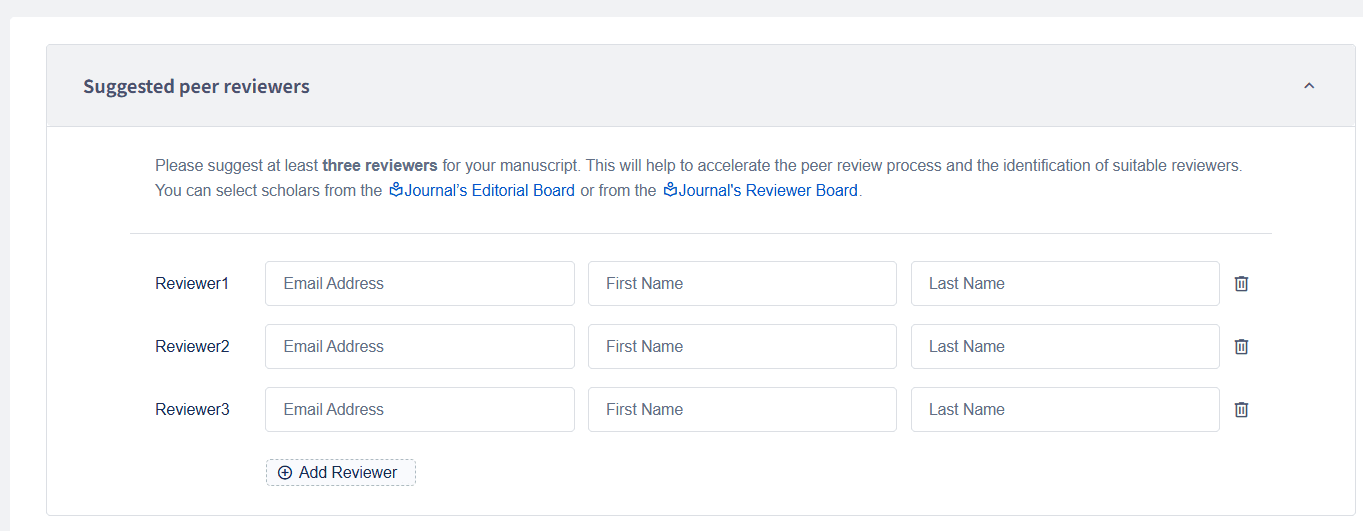 Suggested peer reviewers
Please suggest at least three reviewers for your manuscript. This will help to accelerate the peer review process and the identification of suitable reviewers.
You can select scholars from the Journal’s Editorial Board or from the Journal's Reviewer Board.
Reviewer1 Email Address First Name Last Name
Reviewer2 Email Address First Name Last Name
Reviewer3 Email Address First Name Last Name
Add Reviewer